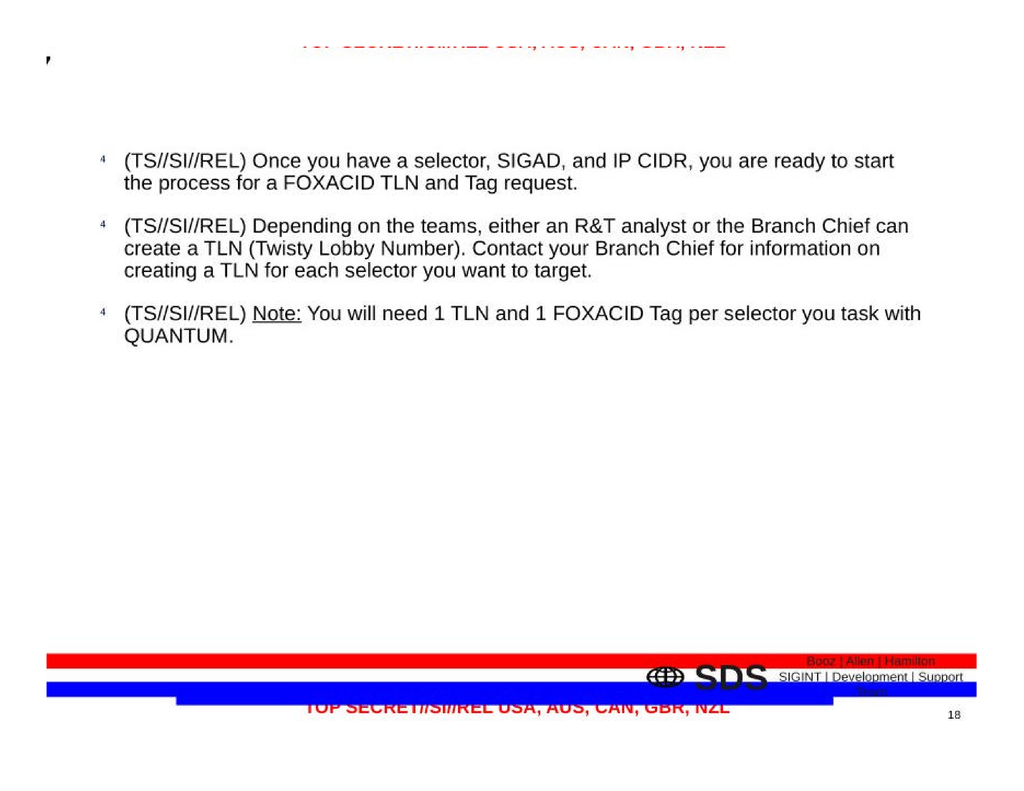 ⁴ (TS//SI//REL) Once you have a selector, SIGAD, and IP CIDR, you are ready to start
the process for a FOXACID TLN and Tag request.
⁴ (TS//SI//REL) Depending on the teams, either an R&T analyst or the Branch Chief can
create a TLN (Twisty Lobby Number). Contact your Branch Chief for information on
creating a TLN for each selector you want to target.
⁴ (TS//SI//REL) Note: You will need 1 TLN and 1 FOXACID Tag per selector you task with
QUANTUM.
Booz | Allen | Hamilton
SDS SIGINT | Development | Support
TOP SECRET//SI//REL USA, AUS, CAN, GBR, NZL
18